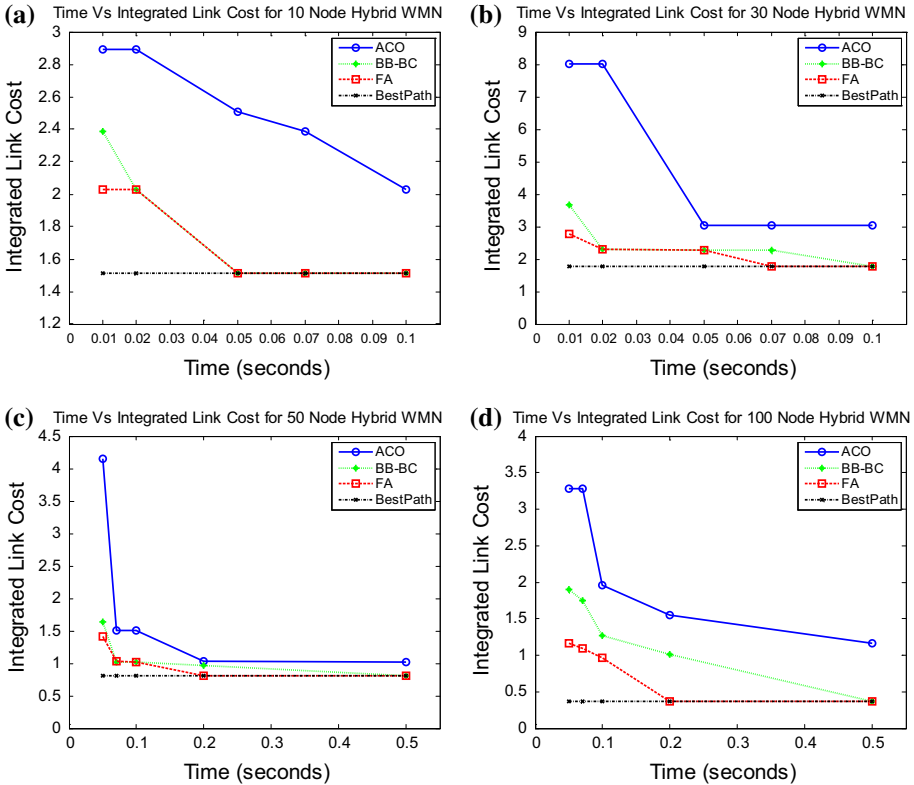 (a)
Time Vs Integrated Link Cost for 10 Node Hybrid WMN
3
2.8
2.6
2.4
2.2
2
1.8
1.6
1.4
1.2
Integrated Link Cost
ACO
BB-BC
FA
BestPath
0 0.01 0.02 0.03 0.04 0.05 0.06 0.07 0.08 0.09 0.1
Time (seconds)
(b)
Time Vs Integrated Link Cost for 30 Node Hybrid WMN
9
8
7
6
5
4
3
2
1
0
Integrated Link Cost
ACO
BB-BC
FA
BestPath
0 0.01 0.02 0.03 0.04 0.05 0.06 0.07 0.08 0.09 0.1
Time (seconds)
(c)
Time Vs Integrated Link Cost for 50 Node Hybrid WMN
4.5
4
3.5
3
2.5
2
1.5
1
0.5
0
Integrated Link Cost
ACO
BB-BC
FA
BestPath
0 0.1 0.2 0.3 0.4 0.5
Time (seconds)
(d)
Time Vs Integrated Link Cost for 100 Node Hybrid WMN
4
3.5
3
2.5
2
1.5
1
0.5
0
Integrated Link Cost
ACO
BB-BC
FA
BestPath
0 0.1 0.2 0.3 0.4 0.5
Time (seconds)